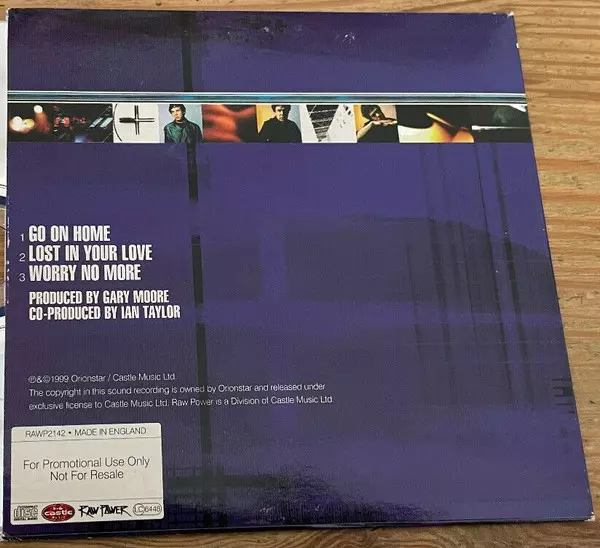 1 GO ON HOME
2 LOST IN YOUR LOVE
3 WORRY NO MORE
PRODUCED BY GARY MOORE
CO-PRODUCED BY IAN TAYLOR
℗&©1999 Orionstar / Castle Music Ltd.
The copyright in this sound recording is owned by Orionstar and released under
exclusive license to Castle Music Ltd. Raw Power is a Division of Castle Music Ltd.
RAWP2142 • MADE IN ENGLAND
For Promotional Use Only
Not For Resale
disc castle RAW POWER LC6448